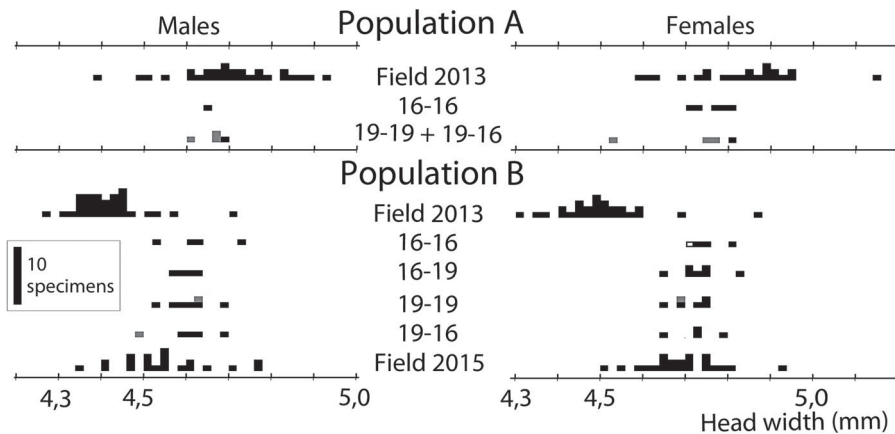 Males Population A Females
Field 2013
16-16
19-19 + 19-16
Population B
Field 2013
16-16
10
specimens
16-19
19-19
19-16
Field 2015
4,3 4,5 5,0 4,3 4,5 5,0
Head width (mm)